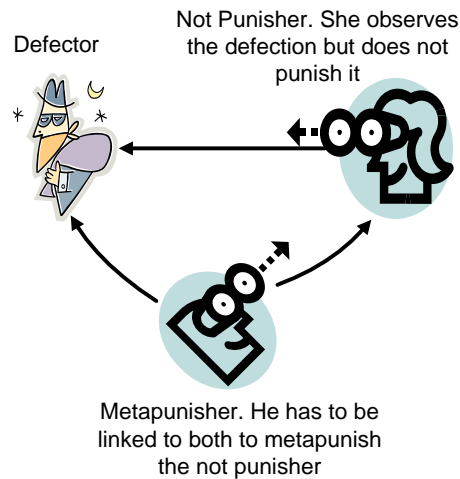 Defector
Not Punisher. She observes
the defection but does not
punish it
Metapunisher. He has to be
linked to both to metapunish
the not punisher